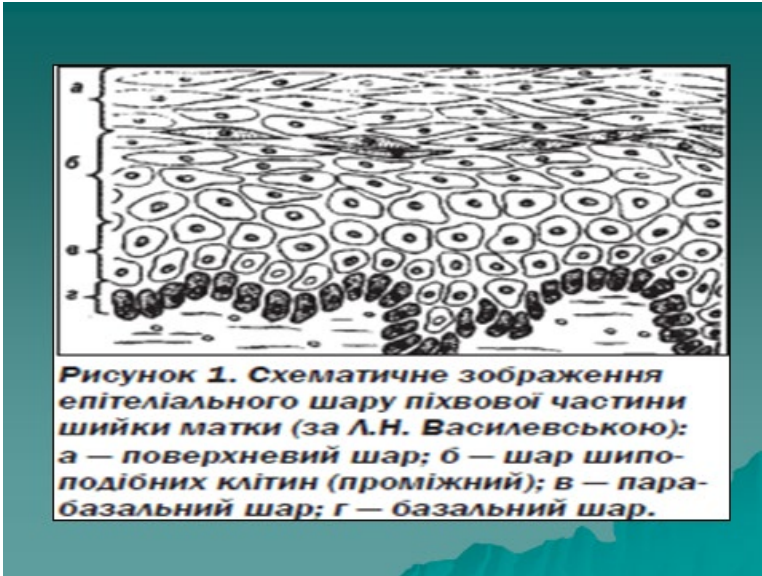 а
б
в
г
Рисунок 1. Схематичне зображення
епітеліального шару піхвової частини
шийки матки (за Л.Н. Василевською):
а — поверхневий шар; б — шар шипо-
подібних клітин (проміжний); в — пара-
базальний шар; г — базальний шар.